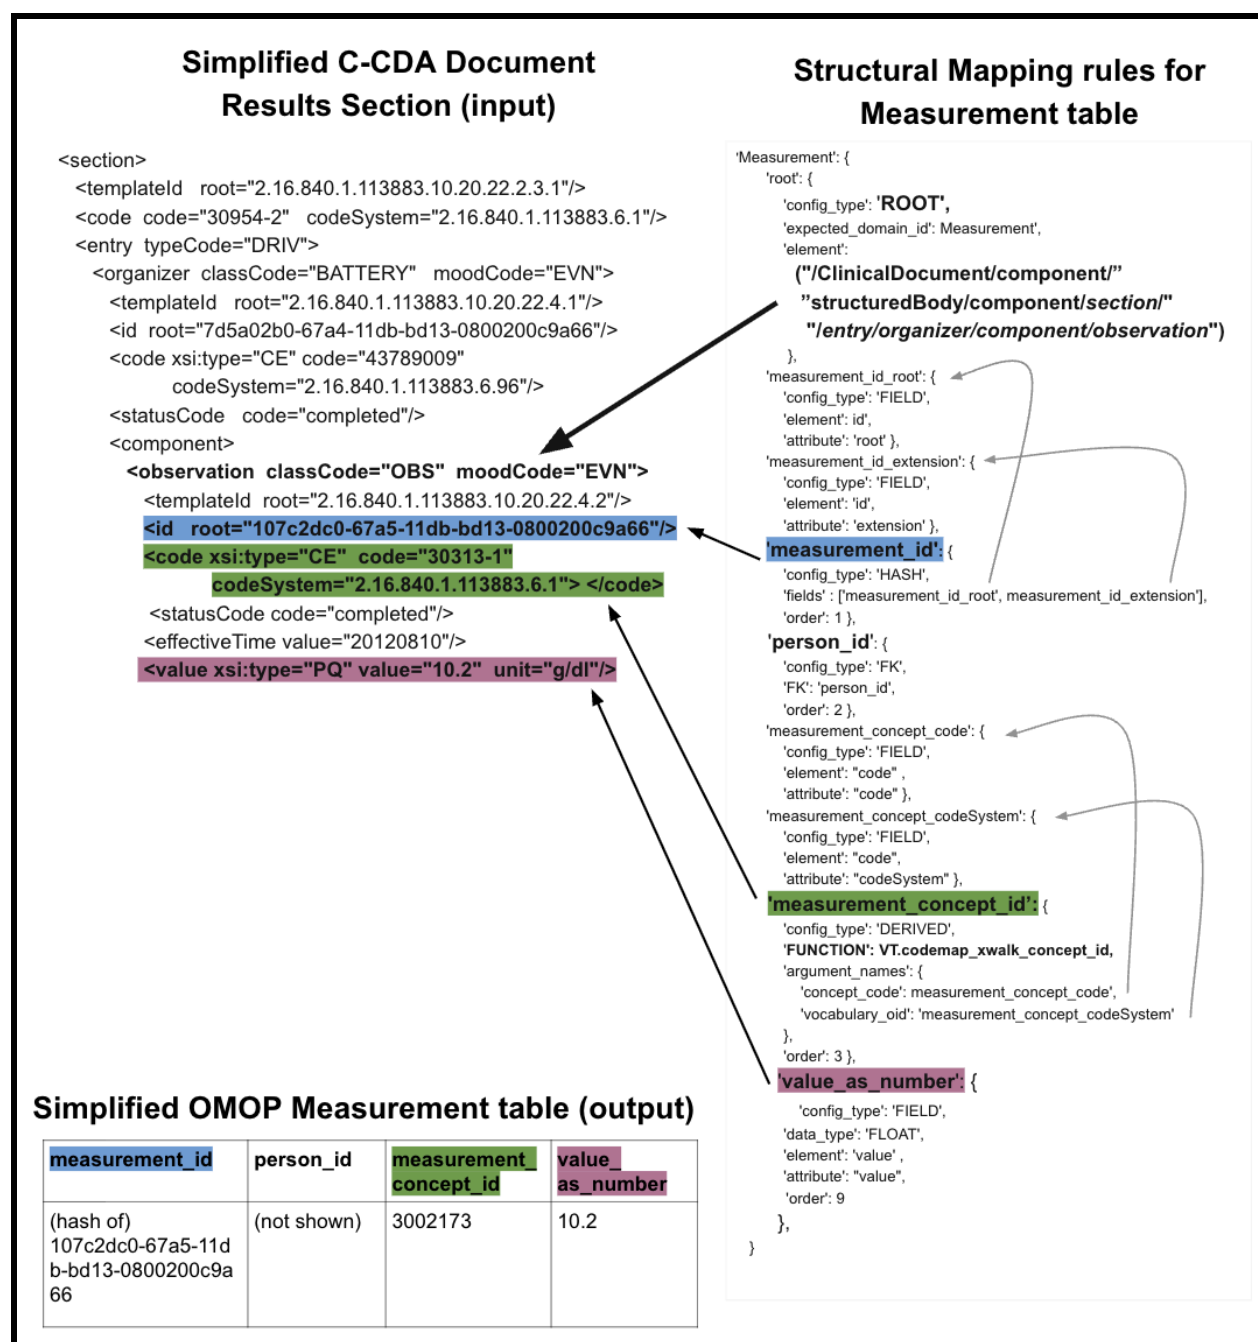 Simplified C-CDA Document
Results Section (input)
<section>
<templateId root="2.16.840.1.113883.10.20.22.2.3.1"/>
<code code="30954-2" codeSystem="2.16.840.1.113883.6.1"/>
<entry typeCode="DRIV">
<organizer classCode="BATTERY" moodCode="EVN">
<templateId root="2.16.840.1.113883.10.20.22.4.1"/>
<id root="7d5a02b0-67a4-11db-bd13-0800200c9a66"/>
<code xsi:type="CE" code="43789009"
codeSystem="2.16.840.1.113883.6.96"/>
<statusCode code="completed"/>
<component>
<observation classCode="OBS" moodCode="EVN">
<templateId root="2.16.840.1.113883.10.20.22.4.2"/>
<id root="107c2dc0-67a5-11db-bd13-0800200c9a66"/>
<code xsi:type="CE" code="30313-1"
codeSystem="2.16.840.1.113883.6.1"> </code>
<statusCode code="completed"/>
<effectiveTime value="20120810"/>
<value xsi:type="PQ" value="10.2" unit="g/dl"/>
Structural Mapping rules for
Measurement table
'Measurement': {
'root': {
'config_type': 'ROOT',
'expected_domain_id': Measurement',
'element':
("/ClinicalDocument/component/”
”structuredBody/component/section/"
"/entry/organizer/component/observation")
},
'measurement_id_root': {
'config_type': 'FIELD',
'element': id',
'attribute': 'root' },
'measurement_id_extension': {
'config_type': 'FIELD',
'element': 'id',
'attribute': 'extension' },
'measurement_id': {
'config_type': 'HASH',
'fields' : ['measurement_id_root', measurement_id_extension'],
'order': 1 },
'person_id': {
'config_type': 'FK',
'FK': 'person_id',
'order': 2 },
'measurement_concept_code': {
'config_type': 'FIELD',
'element': "code" ,
'attribute': "code" },
'measurement_concept_codeSystem': {
'config_type': 'FIELD',
'element': "code",
'attribute': "codeSystem" },
'measurement_concept_id’: {
'config_type': 'DERIVED',
'FUNCTION': VT.codemap_xwalk_concept_id,
'argument_names': {
'concept_code': measurement_concept_code',
'vocabulary_oid': 'measurement_concept_codeSystem'
},
'order': 3 },
'value_as_number': {
'config_type': 'FIELD',
'data_type': 'FLOAT',
'element': 'value' ,
'attribute': "value",
'order': 9
},
}
Simplified OMOP Measurement table (output)
measurement_id person_id measurement_ value_
concept_id as_number
(hash of) (not shown) 3002173 10.2
107c2dc0-67a5-11d
b-bd13-0800200c9a
66